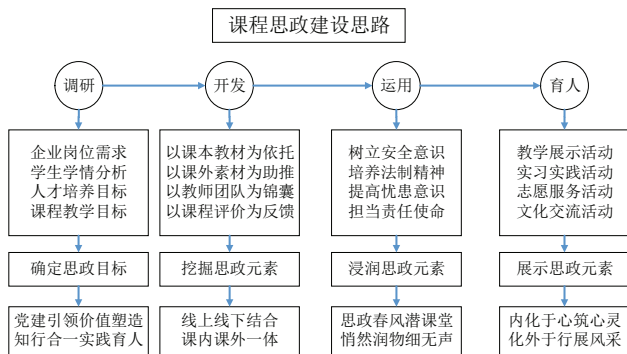 课程思政建设思路
调研
开发
运用
育人
企业岗位需求
学生学情分析
人才培养目标
课程教学目标
以课本教材为依托
以课外素材为助推
以教师团队为锦囊
以课程评价为反馈
树立安全意识
培养法制精神
提高忧患意识
担当责任使命
教学展示活动
实习实践活动
志愿服务活动
文化交流活动
确定思政目标
挖掘思政元素
浸润思政元素
展示思政元素
党建引领价值塑造
知行合一实践育人
线上线下结合
课内课外一体
思政春风潜课堂
悄然润物细无声
内化于心筑心灵
化外于行展风采